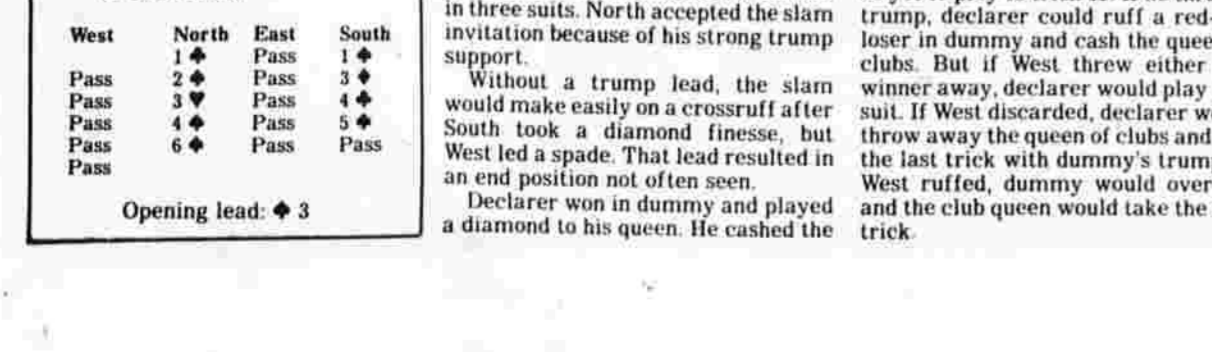 West North East South
1 ♣ Pass 1 ♠
Pass 2 ♠ Pass 3 ♦
Pass 3 ♥ Pass 4 ♣
Pass 4 ♠ Pass 5 ♠
Pass 6 ♠ Pass Pass
Pass
Opening lead: ♠ 3
in three suits. North accepted the slam
invitation because of his strong trump
support.
Without a trump lead, the slam
would make easily on a crossruff after
South took a diamond finesse, but
West led a spade. That lead resulted in
an end position not often seen.
Declarer won in dummy and played
a diamond to his queen. He cashed the
trump, declarer could ruff a red-
loser in dummy and cash the quee
clubs. But if West threw either
winner away, declarer would play
suit. If West discarded, declarer w
throw away the queen of clubs and
the last trick with dummy's trum
West ruffed, dummy would over
and the club queen would take the
trick.